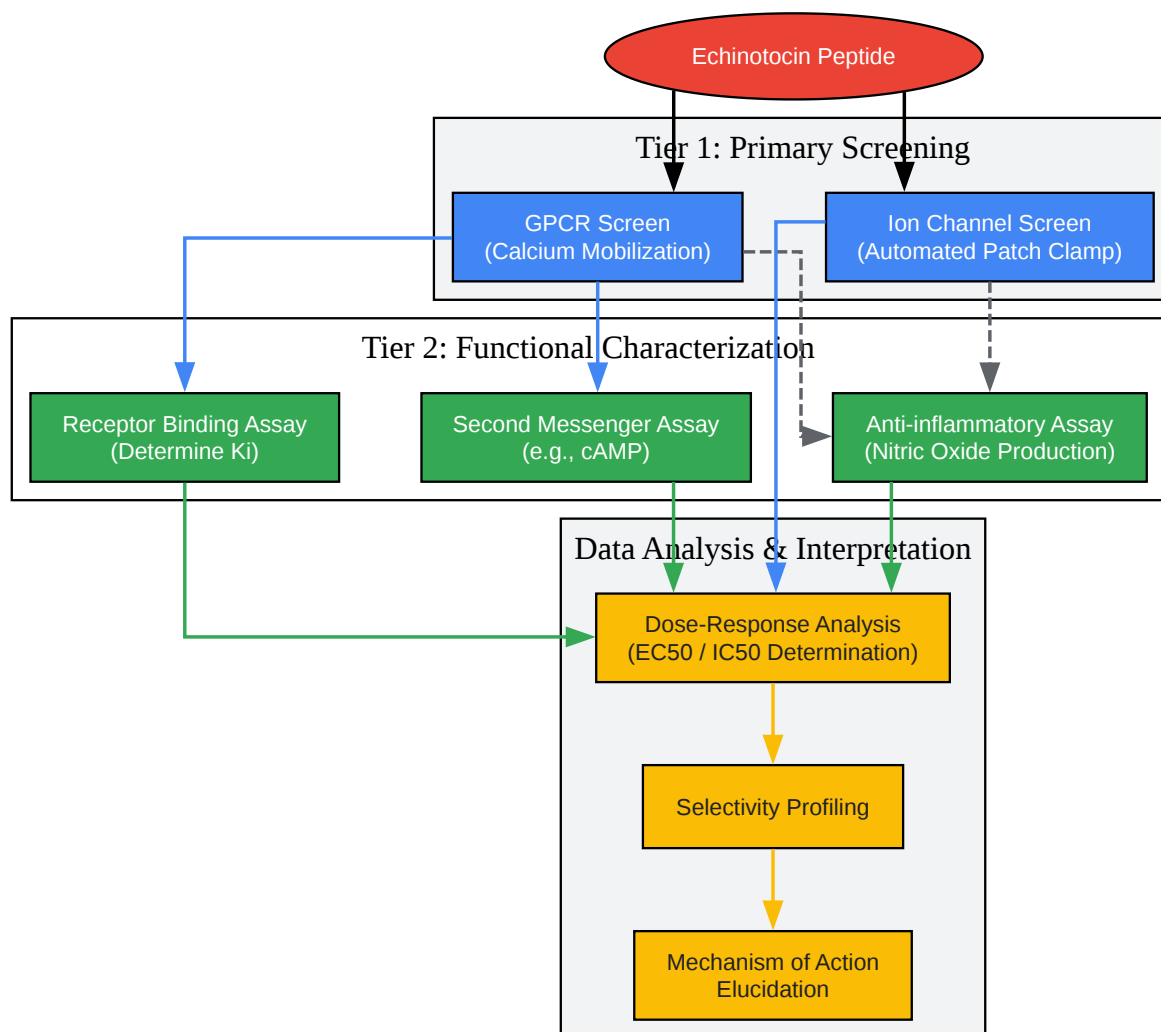 Echinotocin Peptide
Tier 1: Primary Screening
GPCR Screen
(Calcium Mobilization)
Ion Channel Screen
(Automated Patch Clamp)
Tier 2: Functional Characterization
Receptor Binding Assay
(Determine Ki)
Second Messenger Assay
(e.g., cAMP)
Anti-inflammatory Assay
(Nitric Oxide Production)
Data Analysis & Interpretation
Dose-Response Analysis
(EC50 / IC50 Determination)
Selectivity Profiling
Mechanism of Action
Elucidation